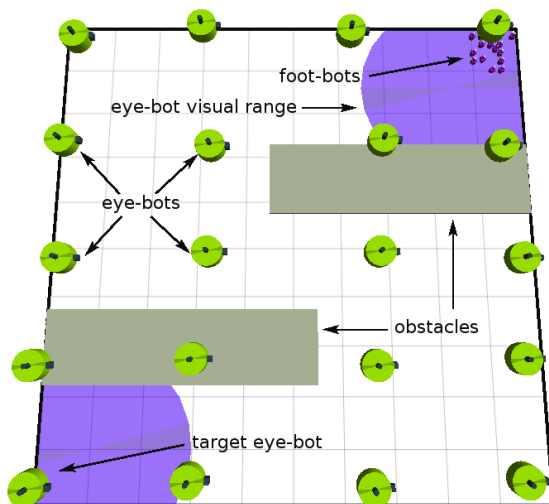 foot-bots
eye-bot visual range
eye-bots
obstacles
target eye-bot